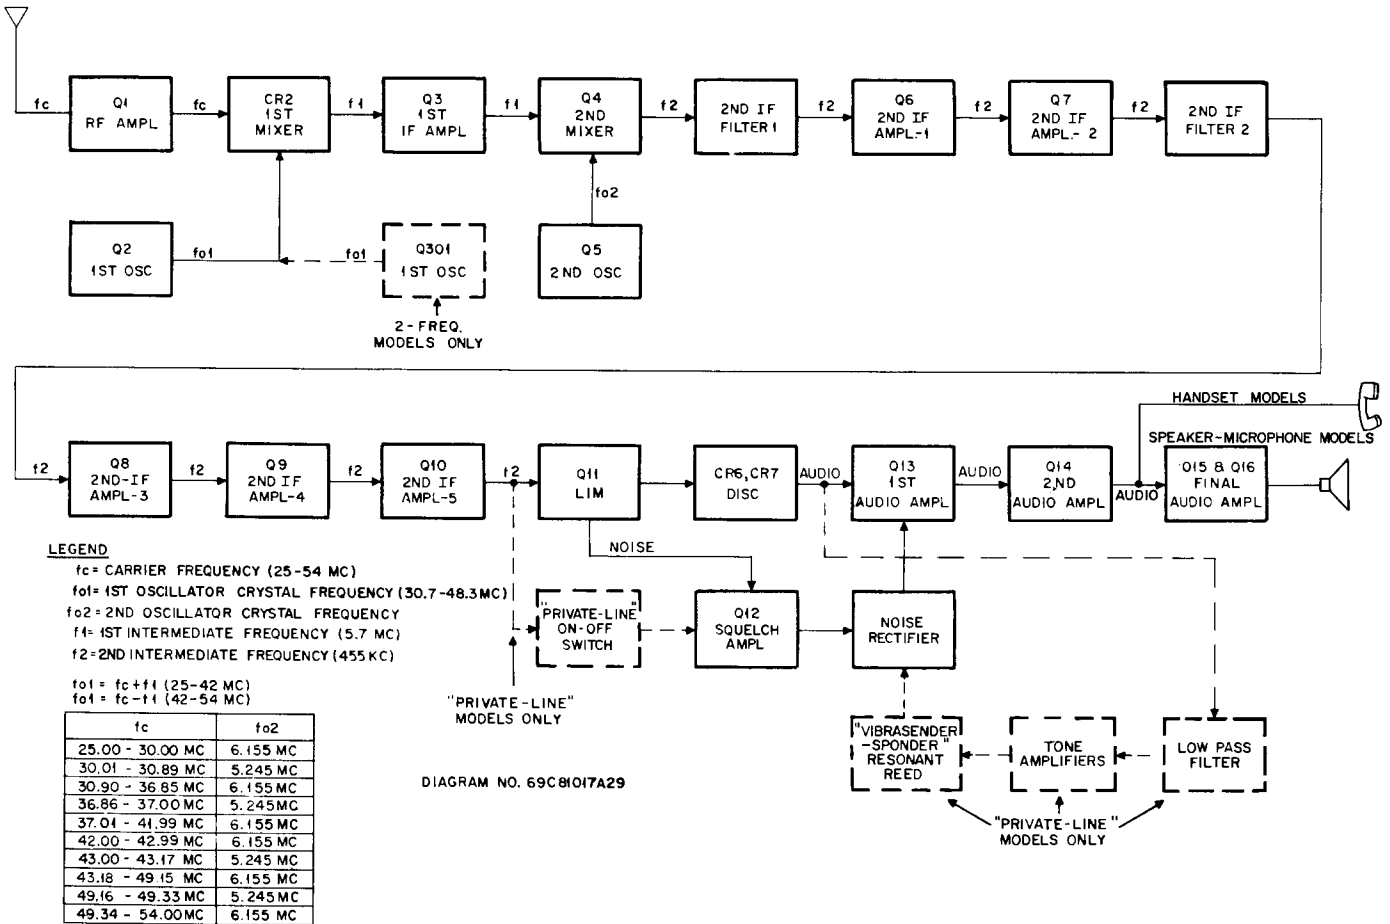 fc
Q1
RF AMPL
fc
CR2
1ST
MIXER
f1
Q3
1ST
IF AMPL
f1
Q4
2ND
MIXER
f2
2ND IF
FILTER 1
f2
Q6
2ND IF
AMPL.-1
f2
Q7
2ND IF
AMPL.- 2
f2
2ND IF
FILTER 2
fo2
Q2
1ST OSC
fo1
fo1
Q301
1ST OSC
Q5
2ND OSC
2-FREQ.
MODELS ONLY
HANDSET MODELS
SPEAKER-MICROPHONE MODELS
f2
Q8
2ND-IF
AMPL-3
f2
Q9
2ND IF
AMPL-4
f2
Q10
2ND IF
AMPL-5
f2
Q11
LIM
CR6, CR7
DISC
AUDIO
Q13
1ST
AUDIO AMPL
AUDIO
Q14
2,ND
AUDIO AMPL
AUDIO
Q15 & Q16
FINAL
AUDIO AMPL
NOISE
LEGEND
fc= CARRIER FREQUENCY (25-54 MC)
fo1= 1ST OSCILLATOR CRYSTAL FREQUENCY (30.7-48.3MC)
fo2= 2ND OSCILLATOR CRYSTAL FREQUENCY
f1= 1ST INTERMEDIATE FREQUENCY (5.7 MC)
f2=2ND INTERMEDIATE FREQUENCY (455KC)
fo1 = fc+f1 (25-42 MC)
fo1 = fc-f1 (42-54 MC)
"PRIVATE-LINE"
ON-OFF
SWITCH
Q12
SQUELCH
AMPL
NOISE
RECTIFIER
"PRIVATE-LINE"
MODELS ONLY
"VIBRASENDER
-SPONDER"
RESONANT
REED
TONE
AMPLIFIERS
LOW PASS
FILTER
"PRIVATE-LINE"
MODELS ONLY
DIAGRAM NO. 69C81017A29
fc fo2
25.00 - 30.00 MC 6.155 MC
30.01 - 30.89 MC 5.245 MC
30.90 - 36.85 MC 6.155 MC
36.86 - 37.00 MC 5.245MC
37.01 - 41.99 MC 6.155 MC
42.00 - 42.99 MC 6.155 MC
43.00 - 43.17 MC 5.245 MC
43.18 - 49.15 MC 6.155 MC
49.16 - 49.33 MC 5.245MC
49.34 - 54.00MC 6.155 MC